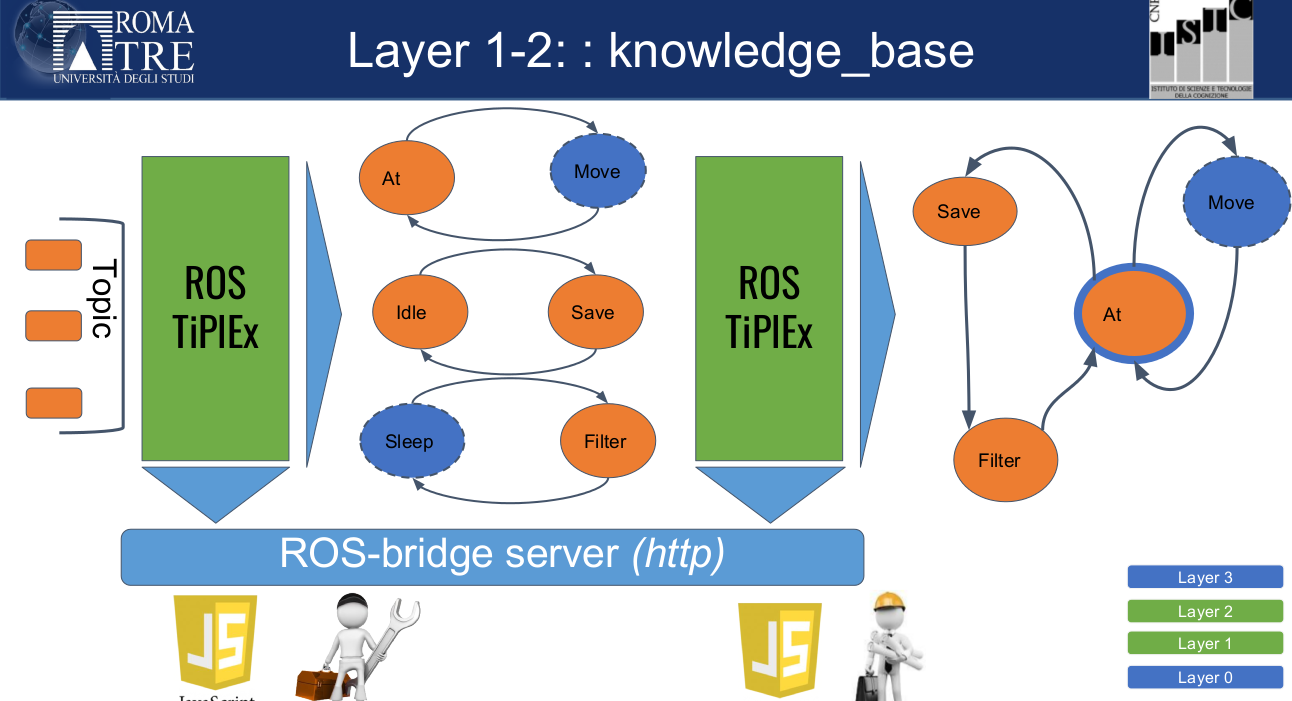 ROMA
TRE
UNIVERSITÀ DEGLI STUDI
Layer 1-2: : knowledge_base
CNR
ISTC
ISTITUTO DI SCIENZE E TECNOLOGIE
DELLA COGNIZIONE
Topic
ROS
TiPlEx
At
Move
Idle
Save
Sleep
Filter
ROS
TiPlEx
Save
Move
At
Filter
ROS-bridge server (http)
JS
JavaScript
JS
Layer 3
Layer 2
Layer 1
Layer 0